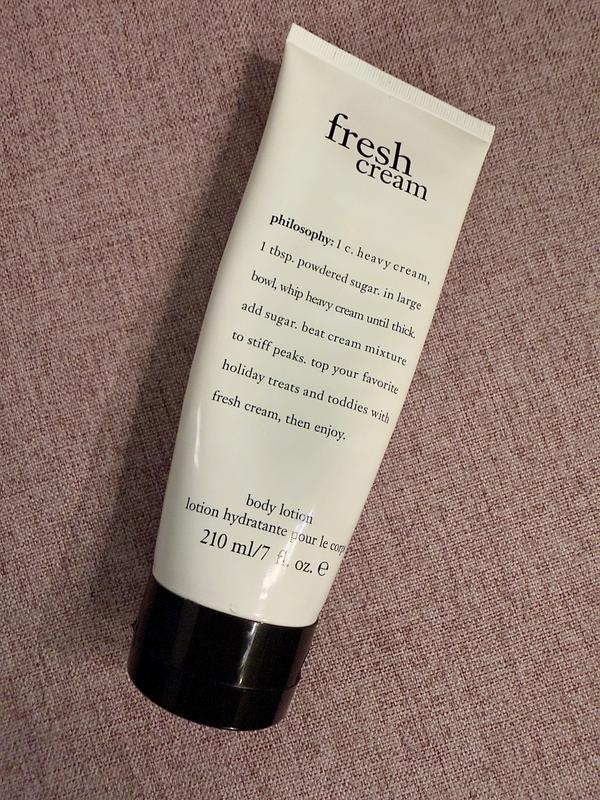 fresh
cream
philosophy: 1 c. heavy cream,
1 tbsp. powdered sugar. in large
bowl, whip heavy cream until thick.
add sugar. beat cream mixture
to stiff peaks. top your favorite
holiday treats and toddies with
fresh cream, then enjoy.
body lotion
lotion hydratante pour le corps
210 ml/7 fl. oz. e